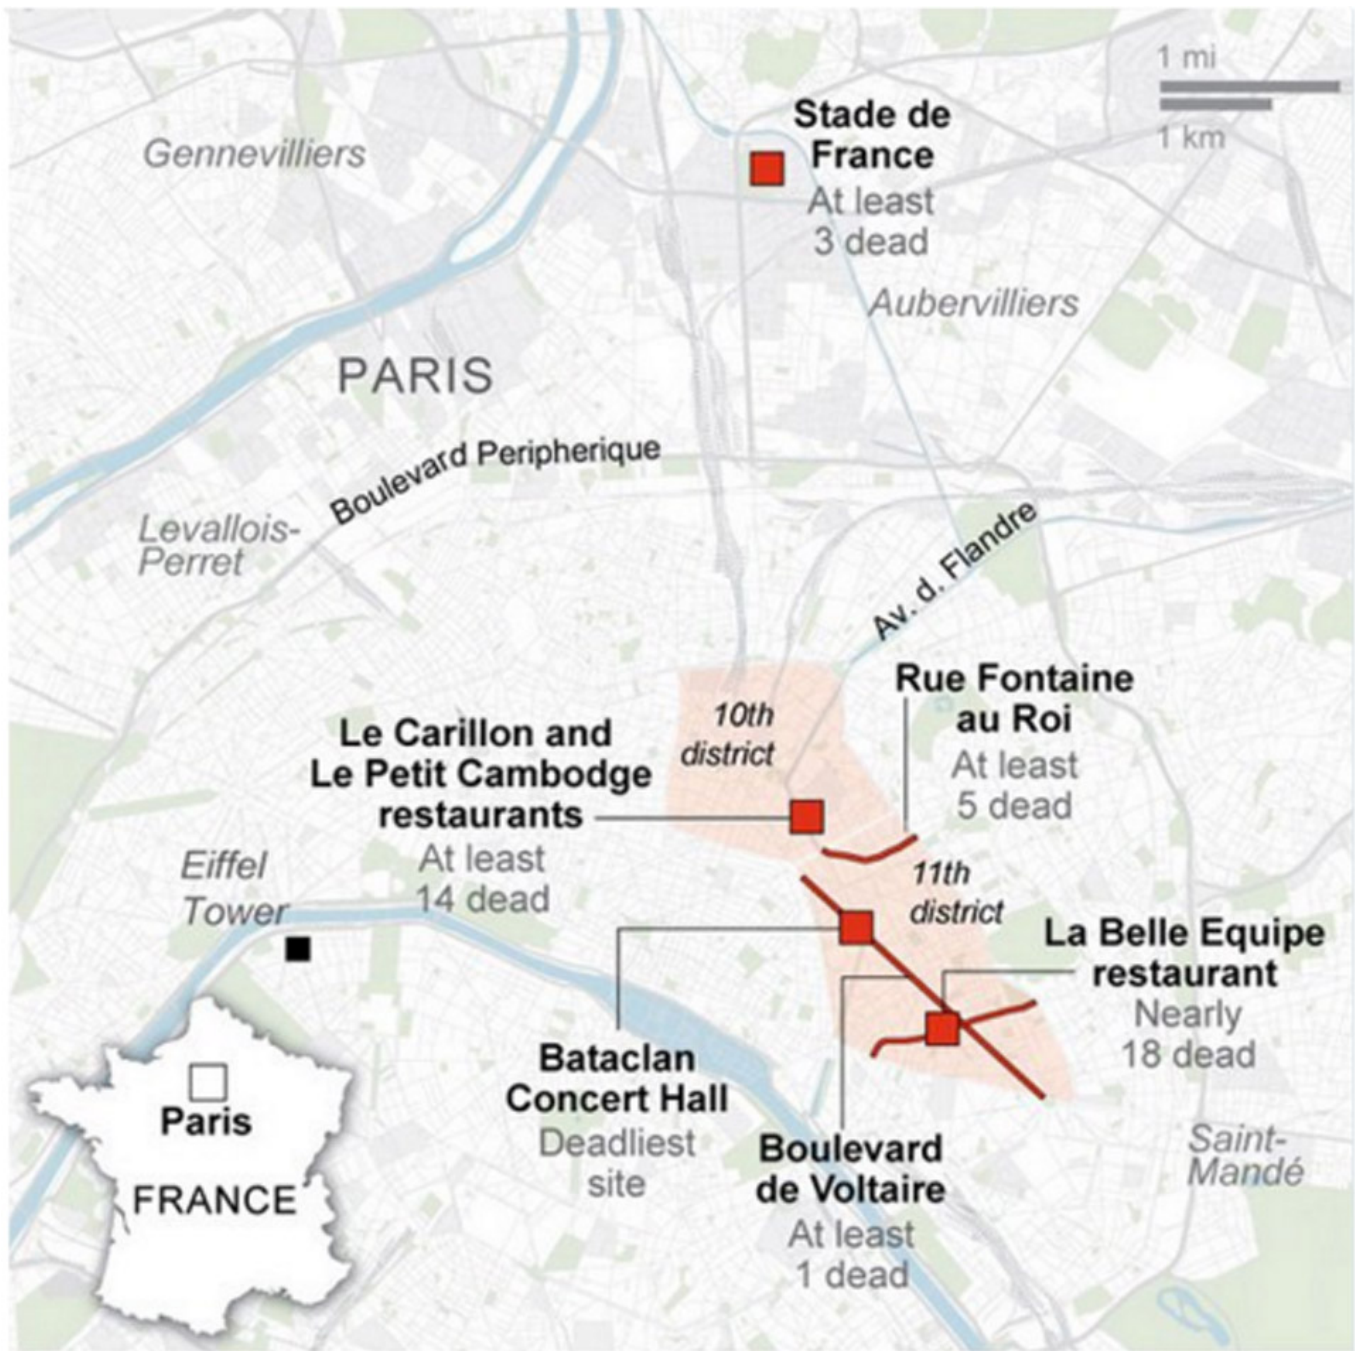 1 mi
1 km
Stade de
France
At least
3 dead
Gennevilliers
Aubervilliers
PARIS
Boulevard Peripherique
Levallois-
Perret
Av. d. Flandre
Rue Fontaine
au Roi
At least
5 dead
10th
district
Le Carillon and
Le Petit Cambodge
restaurants
At least
14 dead
Eiffel
Tower
11th
district
La Belle Equipe
restaurant
Nearly
18 dead
Bataclan
Concert Hall
Deadliest
site
Boulevard
de Voltaire
At least
1 dead
Saint-
Mandé
Paris
FRANCE